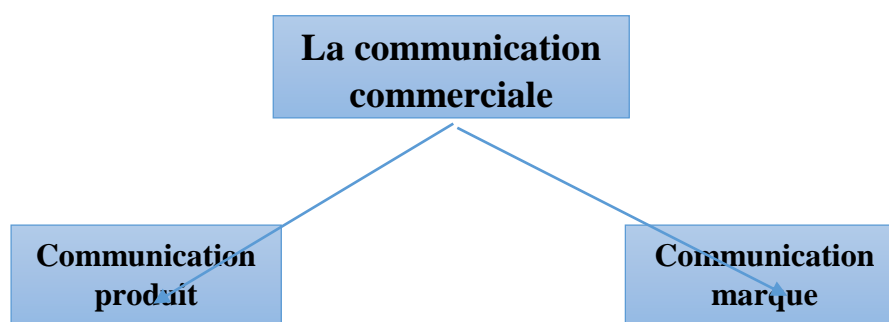 La communication
commerciale
Communication
produit
Communication
marque